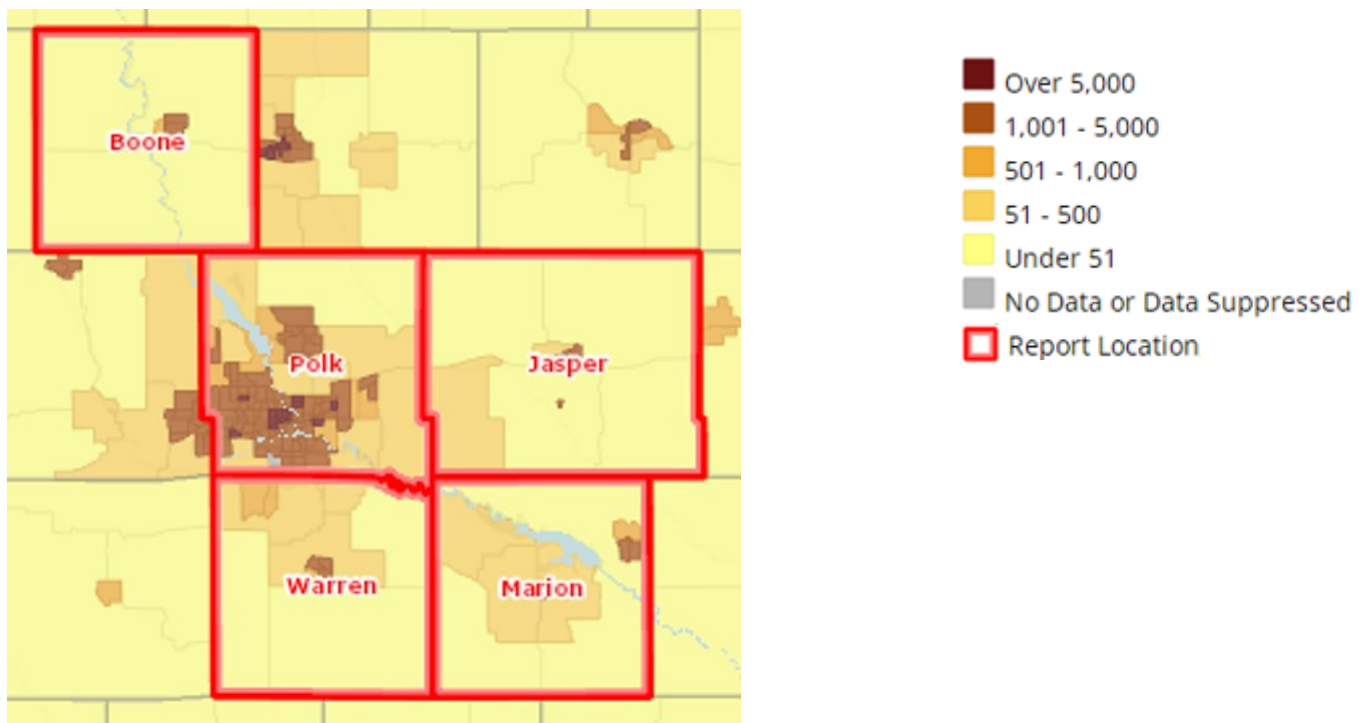 Boone
Polk
Jasper
Warren
Marion
Over 5,000
1,001 - 5,000
501 - 1,000
51 - 500
Under 51
No Data or Data Suppressed
Report Location